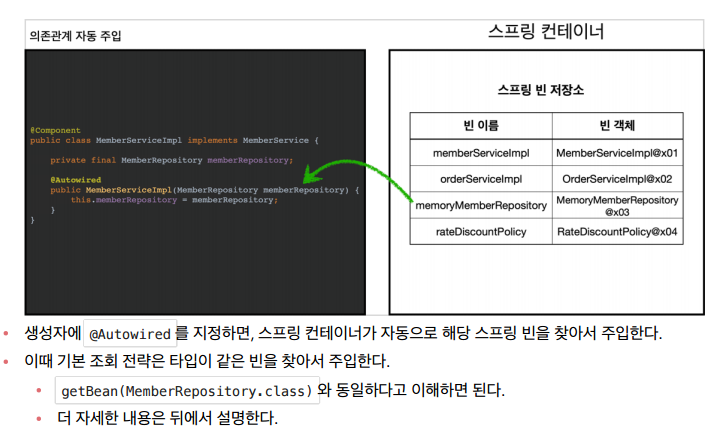 의존관계 자동 주입
스프링 컨테이너
@Component
public class MemberServiceImpl implements MemberService {
private final MemberRepository memberRepository;
@Autowired
public MemberServiceImpl(MemberRepository memberRepository) {
this.memberRepository = memberRepository;
}
}
스프링 빈 저장소
빈 이름 빈 객체
memberServiceImpl MemberServiceImpl@x01
orderServiceImpl OrderServiceImpl@x02
memoryMemberRepository MemoryMemberRepository
@x03
rateDiscountPolicy RateDiscountPolicy@x04
• 생성자에 @Autowired 를 지정하면, 스프링 컨테이너가 자동으로 해당 스프링 빈을 찾아서 주입한다.
• 이때 기본 조회 전략은 타입이 같은 빈을 찾아서 주입한다.
• getBean(MemberRepository.class) 와 동일하다고 이해하면 된다.
• 더 자세한 내용은 뒤에서 설명한다.